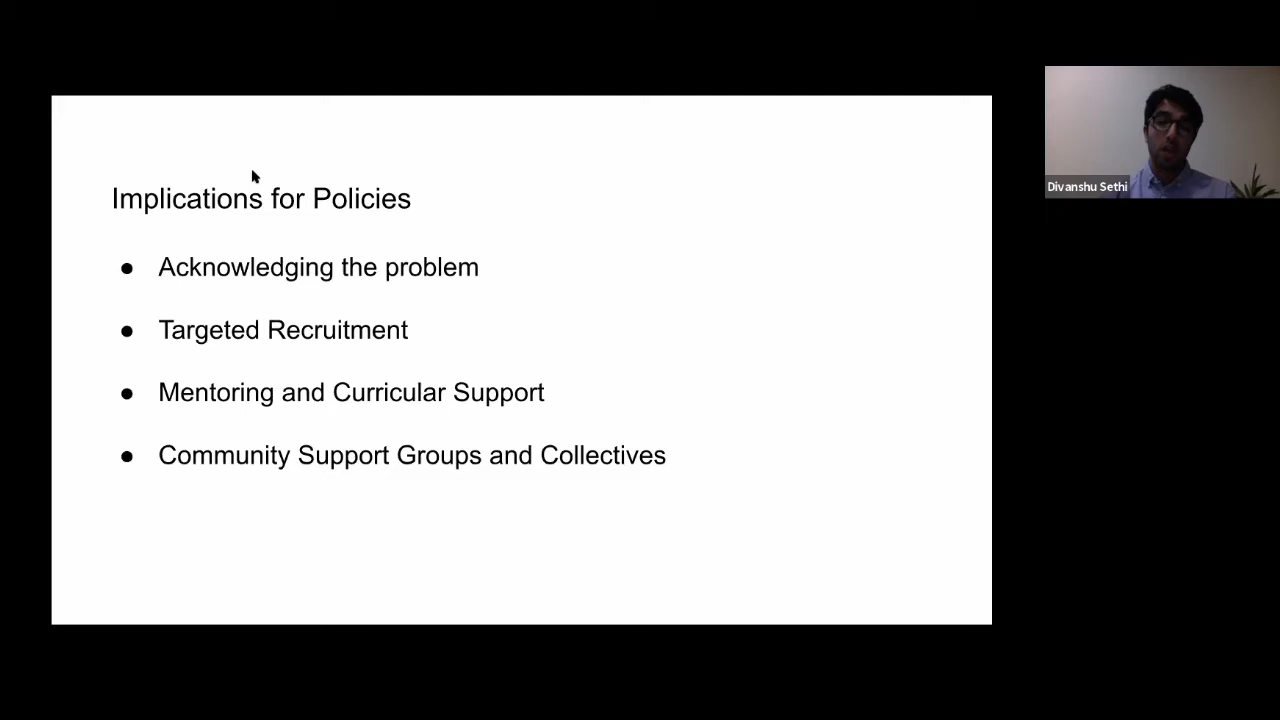 Implications for Policies
● Acknowledging the problem
● Targeted Recruitment
● Mentoring and Curricular Support
● Community Support Groups and Collectives
Divanshu Sethi